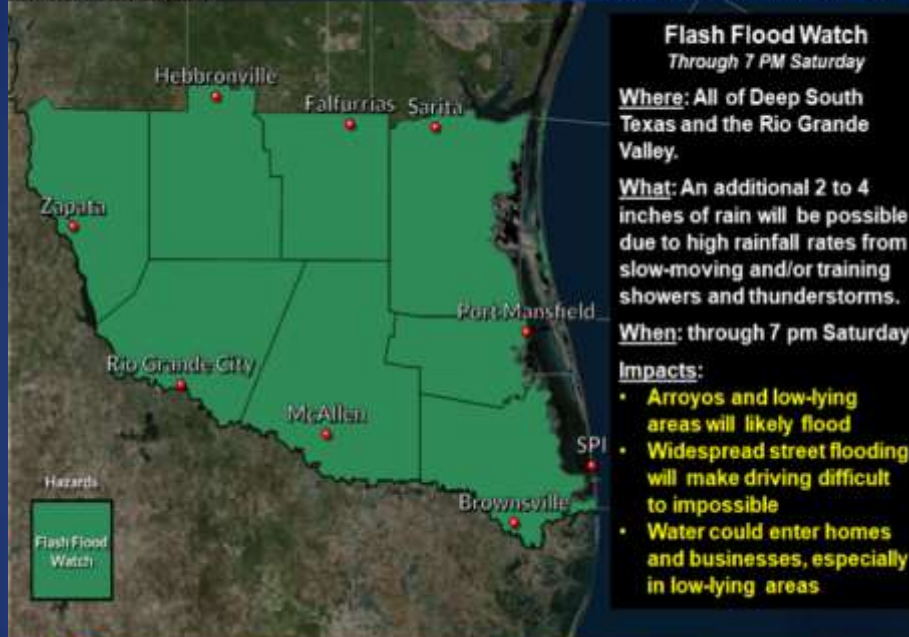 Hebbronville
Falfurrias
Sarita
Zapata
Port Mansfield
Rio Grande City
McAllen
SPI
Brownsville
Hazards
Flash Flood
Watch
Flash Flood Watch
Through 7 PM Saturday
Where: All of Deep South
Texas and the Rio Grande
Valley.
What: An additional 2 to 4
inches of rain will be possible
due to high rainfall rates from
slow-moving and/or training
showers and thunderstorms.
When: through 7 pm Saturday
Impacts:
• Arroyos and low-lying
areas will likely flood
• Widespread street flooding
will make driving difficult
to impossible
• Water could enter homes
and businesses, especially
in low-lying areas